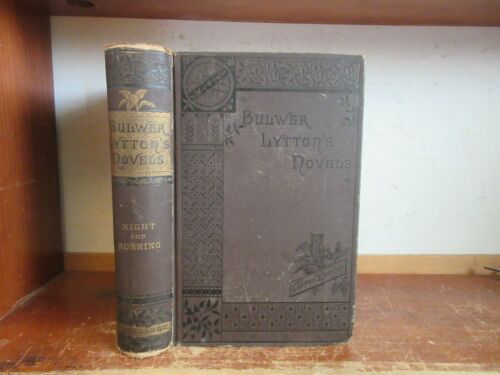 BULWER
LYTTON'S
NOVELS
NIGHT
AND
MORNING
BULWER
LYTTON'S
NOVELS